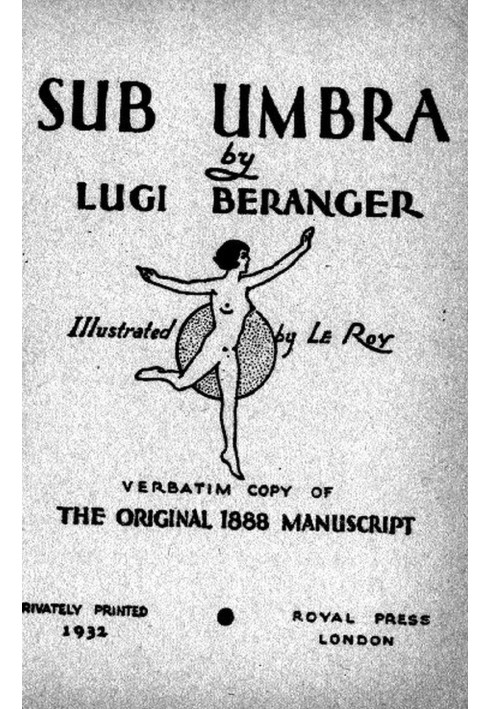 SUB UMBRA
by
LUGI BERANGER
Illustrated by LE ROY
VERBATIM COPY OF
THE ORIGINAL 1888 MANUSCRIPT
RIVATELY PRINTED
1932
ROYAL PRESS
LONDON